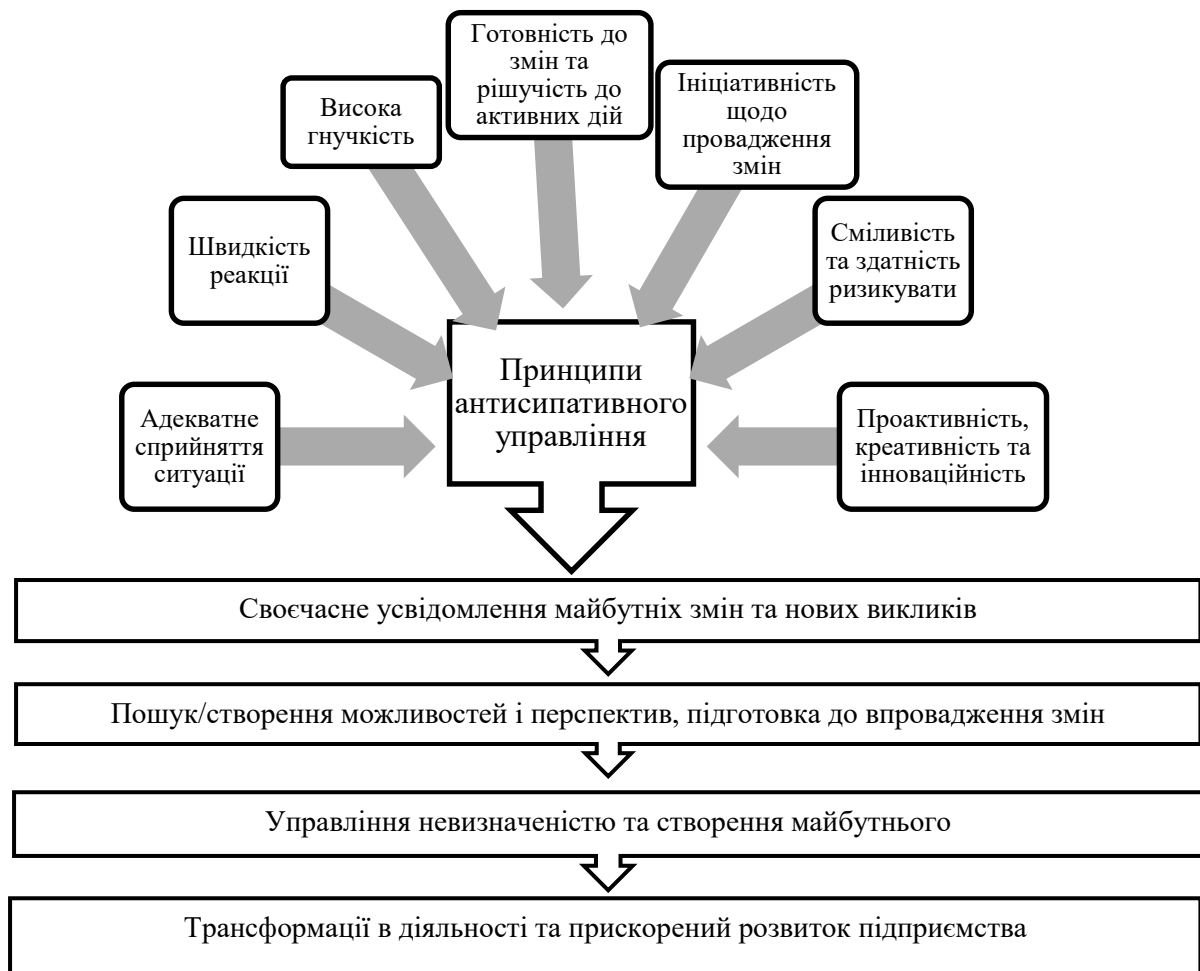 Готовність до
змін та
рішучість до
активних дій
Ініціативність
щодо
провадження
змін
Висока
гнучкість
Швидкість
реакції
Сміливість
та здатність
ризикувати
Адекватне
сприйняття
ситуації
Принципи
антисипативного
управління
Проактивність,
креативність та
інноваційність
Своєчасне усвідомлення майбутніх змін та нових викликів
Пошук/створення можливостей і перспектив, підготовка до впровадження змін
Управління невизначеністю та створення майбутнього
Трансформації в діяльності та прискорений розвиток підприємства